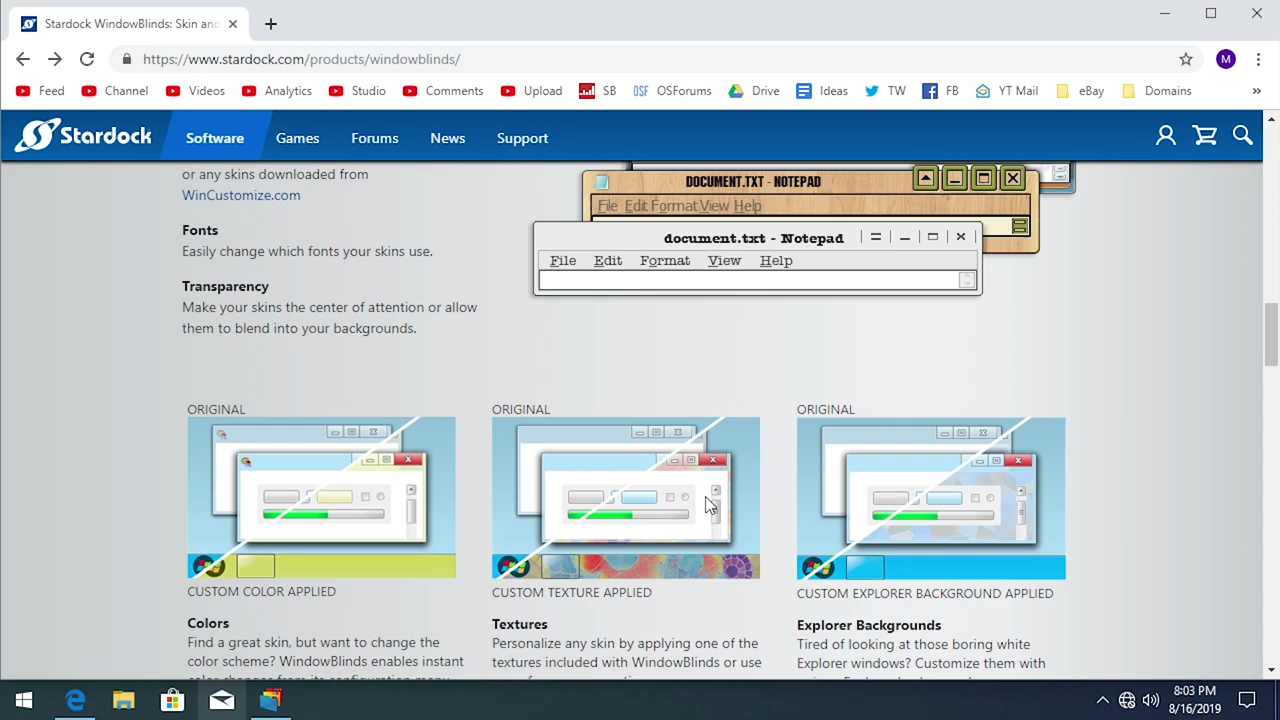 Stardock WindowBlinds: Skin and
https://www.stardock.com/products/windowblinds/
M
Feed Channel Videos Analytics Studio Comments Upload SB OSF OSForums Drive Ideas TW FB YT Mail eBay Domains »
Stardock Software Games Forums News Support
or any skins downloaded from
WinCustomize.com
DOCUMENT.TXT - NOTEPAD
File Edit Format View Help
document.txt - Notepad
File Edit Format View Help
Fonts
Easily change which fonts your skins use.
Transparency
Make your skins the center of attention or allow
them to blend into your backgrounds.
ORIGINAL
CUSTOM COLOR APPLIED
Colors
Find a great skin, but want to change the
color scheme? WindowBlinds enables instant
ORIGINAL
CUSTOM TEXTURE APPLIED
Textures
Personalize any skin by applying one of the
textures included with WindowBlinds or use
ORIGINAL
CUSTOM EXPLORER BACKGROUND APPLIED
Explorer Backgrounds
Tired of looking at those boring white
Explorer windows? Customize them with
8:03 PM
8/16/2019